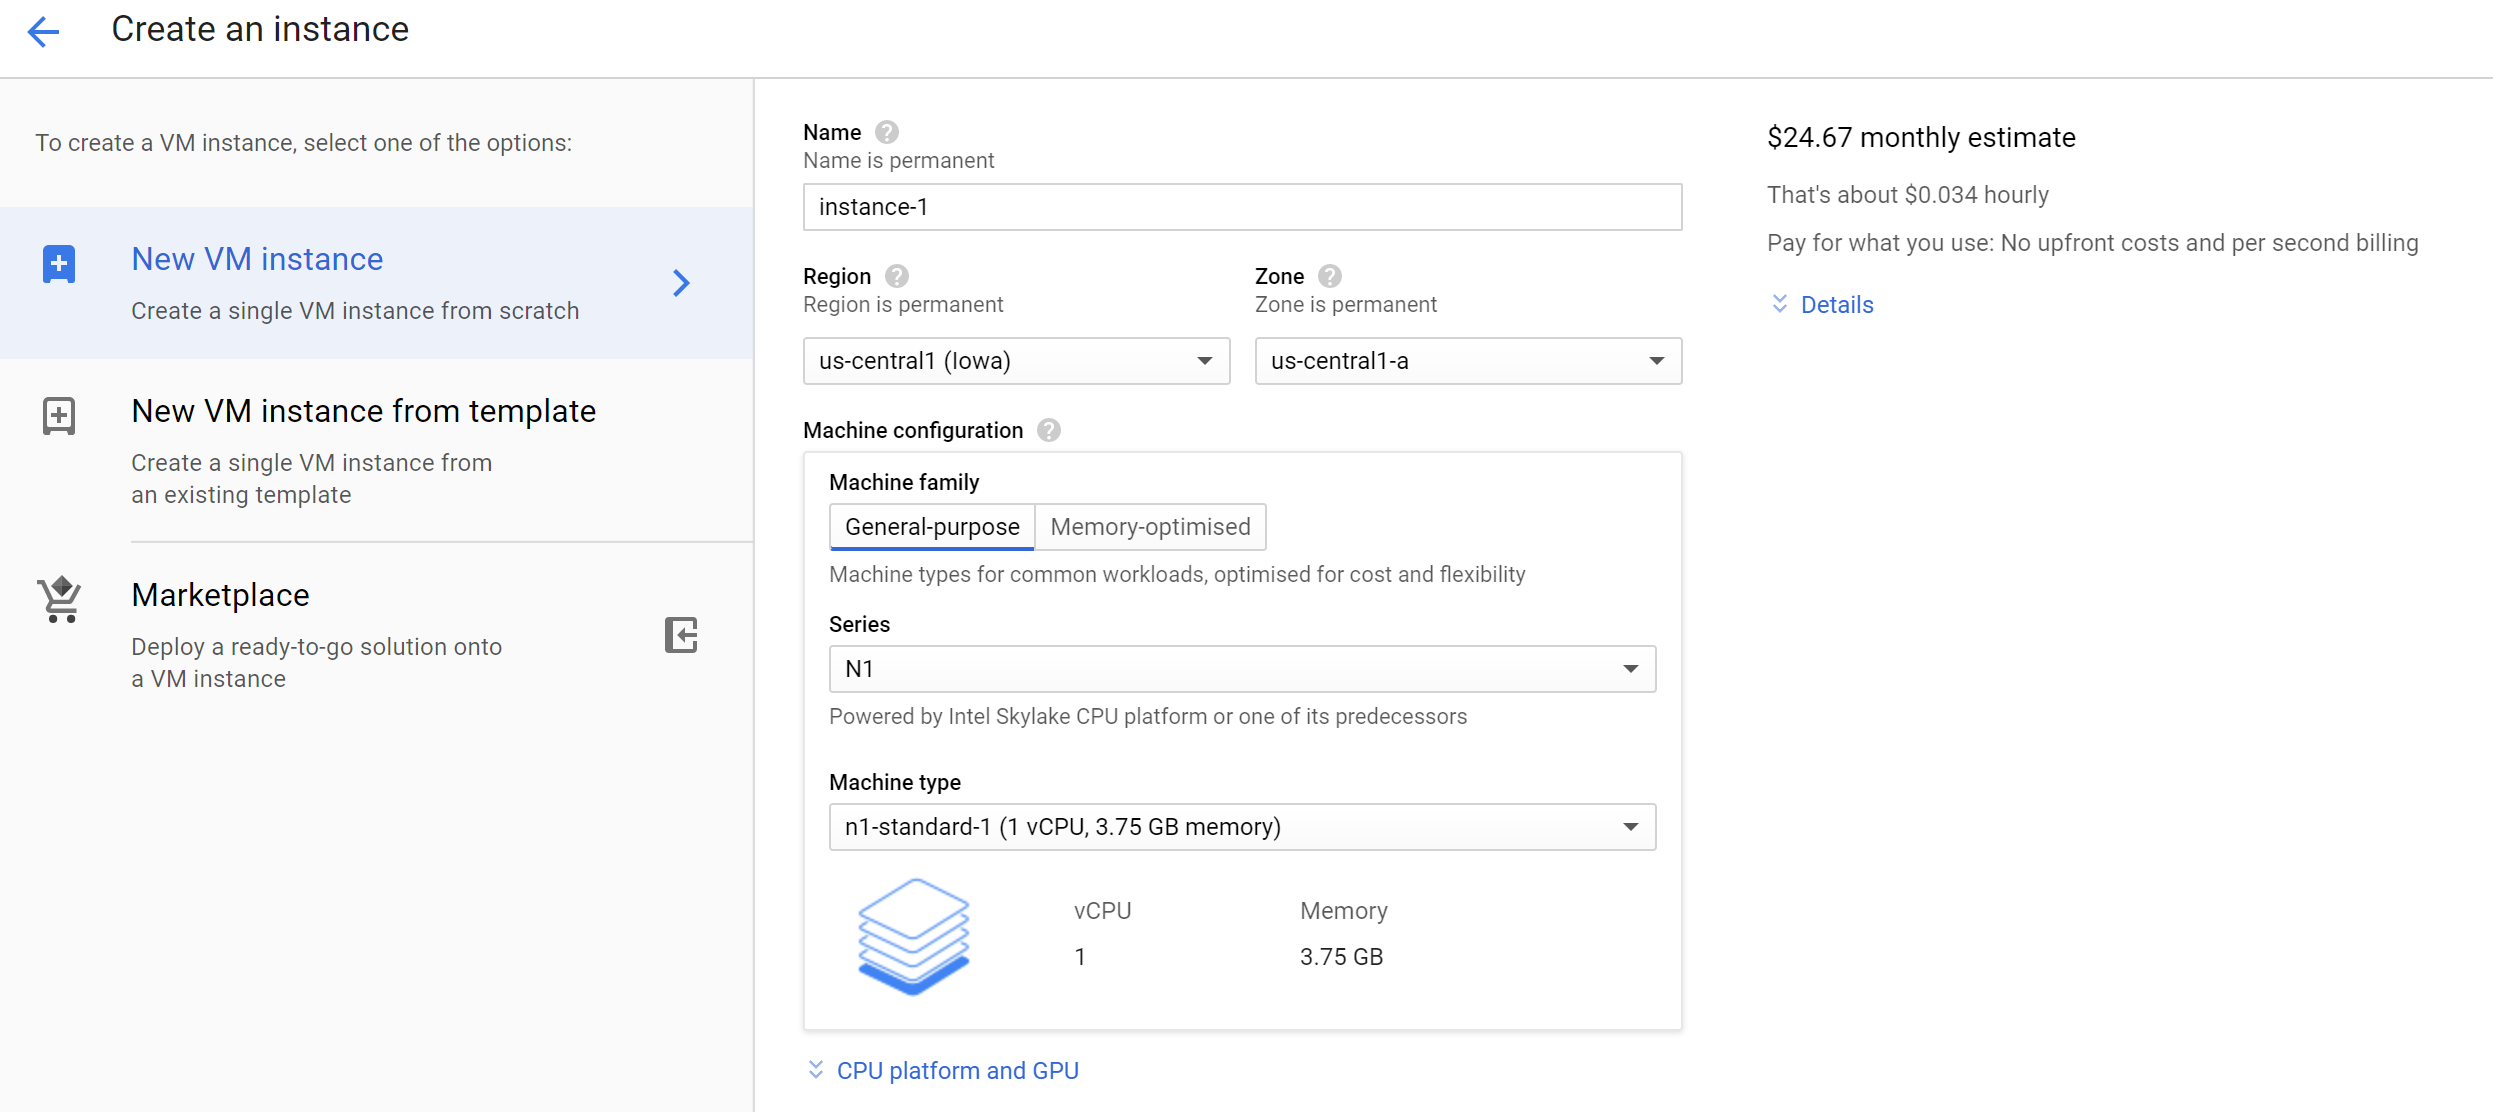 Create an instance
To create a VM instance, select one of the options:
New VM instance
Create a single VM instance from scratch
New VM instance from template
Create a single VM instance from
an existing template
Marketplace
Deploy a ready-to-go solution onto
a VM instance
Name
Name is permanent
instance-1
Region
Region is permanent
us-central1 (Iowa)
Zone
Zone is permanent
us-central1-a
Machine configuration
Machine family
General-purpose
Memory-optimised
Machine types for common workloads, optimised for cost and flexibility
Series
N1
Powered by Intel Skylake CPU platform or one of its predecessors
Machine type
n1-standard-1 (1 vCPU, 3.75 GB memory)
vCPU
1
Memory
3.75 GB
CPU platform and GPU
$24.67 monthly estimate
That's about $0.034 hourly
Pay for what you use: No upfront costs and per second billing
Details